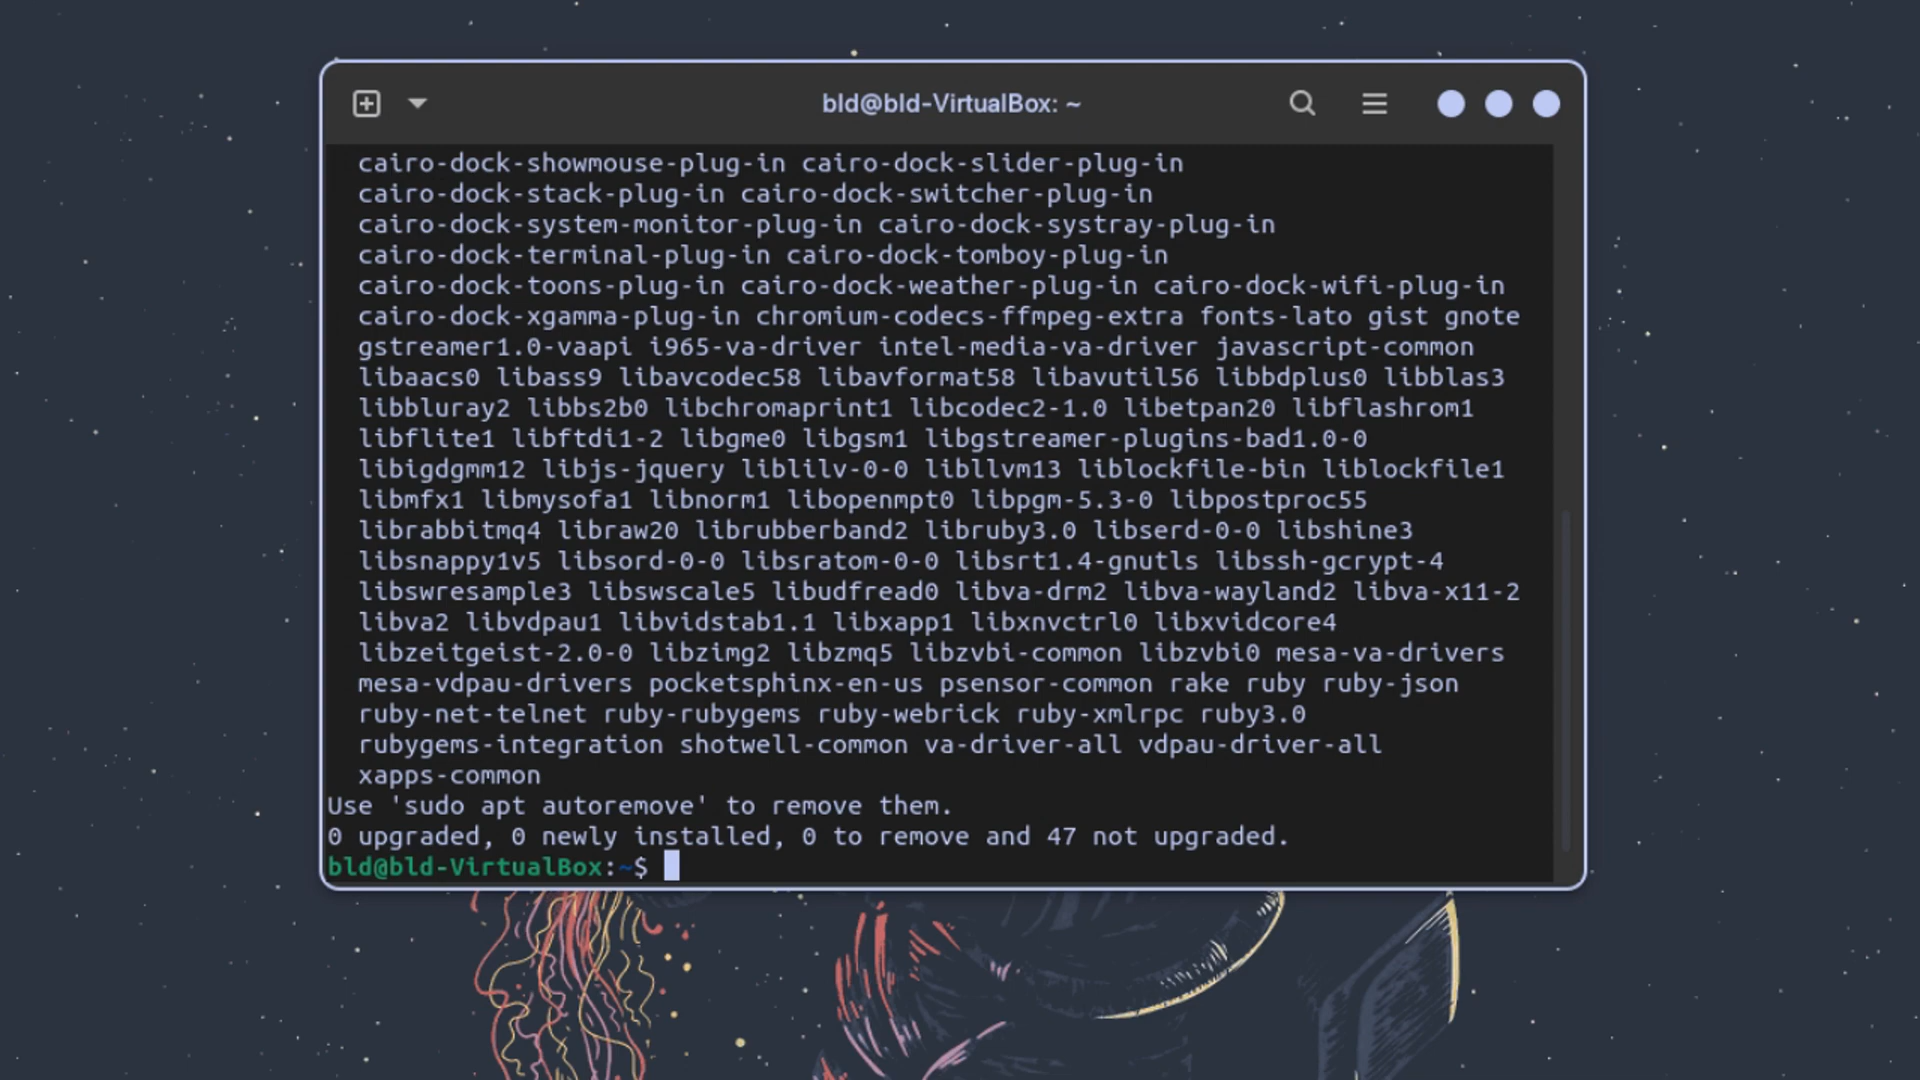 bld@bld-VirtualBox: ~
cairo-dock-showmouse-plug-in cairo-dock-slider-plug-in
cairo-dock-stack-plug-in cairo-dock-switcher-plug-in
cairo-dock-system-monitor-plug-in cairo-dock-systray-plug-in
cairo-dock-terminal-plug-in cairo-dock-tomboy-plug-in
cairo-dock-toons-plug-in cairo-dock-weather-plug-in cairo-dock-wifi-plug-in
cairo-dock-xgamma-plug-in chromium-codecs-ffmpeg-extra fonts-lato gist gnote
gstreamer1.0-vaapi i965-va-driver intel-media-va-driver javascript-common
libaacs0 libass9 libavcodec58 libavformat58 libavutil56 libbdplus0 libblas3
libbluray2 libbs2b0 libchromaprint1 libcodec2-1.0 libetpan20 libflashrom1
libflite1 libftdi1-2 libgme0 libgsm1 libgstreamer-plugins-bad1.0-0
libigdgmm12 libjs-jquery liblilv-0-0 libllvm13 liblockfile-bin liblockfile1
libmfx1 libmysofa1 libnorm1 libopenmpt0 libpgm-5.3-0 libpostproc55
librabbitmq4 libraw20 librubberband2 libruby3.0 libserd-0-0 libshine3
libsnappy1v5 libsord-0-0 libsratom-0-0 libsrt1.4-gnutls libssh-gcrypt-4
libswresample3 libswscale5 libudfread0 libva-drm2 libva-wayland2 libva-x11-2
libva2 libvdpau1 libvidstab1.1 libxapp1 libxnvctrl0 libxvidcore4
libzeitgeist-2.0-0 libzimg2 libzmq5 libzvbi-common libzvbi0 mesa-va-drivers
mesa-vdpau-drivers pocketsphinx-en-us psensor-common rake ruby ruby-json
ruby-net-telnet ruby-rubygems ruby-webrick ruby-xmlrpc ruby3.0
rubygems-integration shotwell-common va-driver-all vdpau-driver-all
xapps-common
Use 'sudo apt autoremove' to remove them.
0 upgraded, 0 newly installed, 0 to remove and 47 not upgraded.
bld@bld-VirtualBox:~$